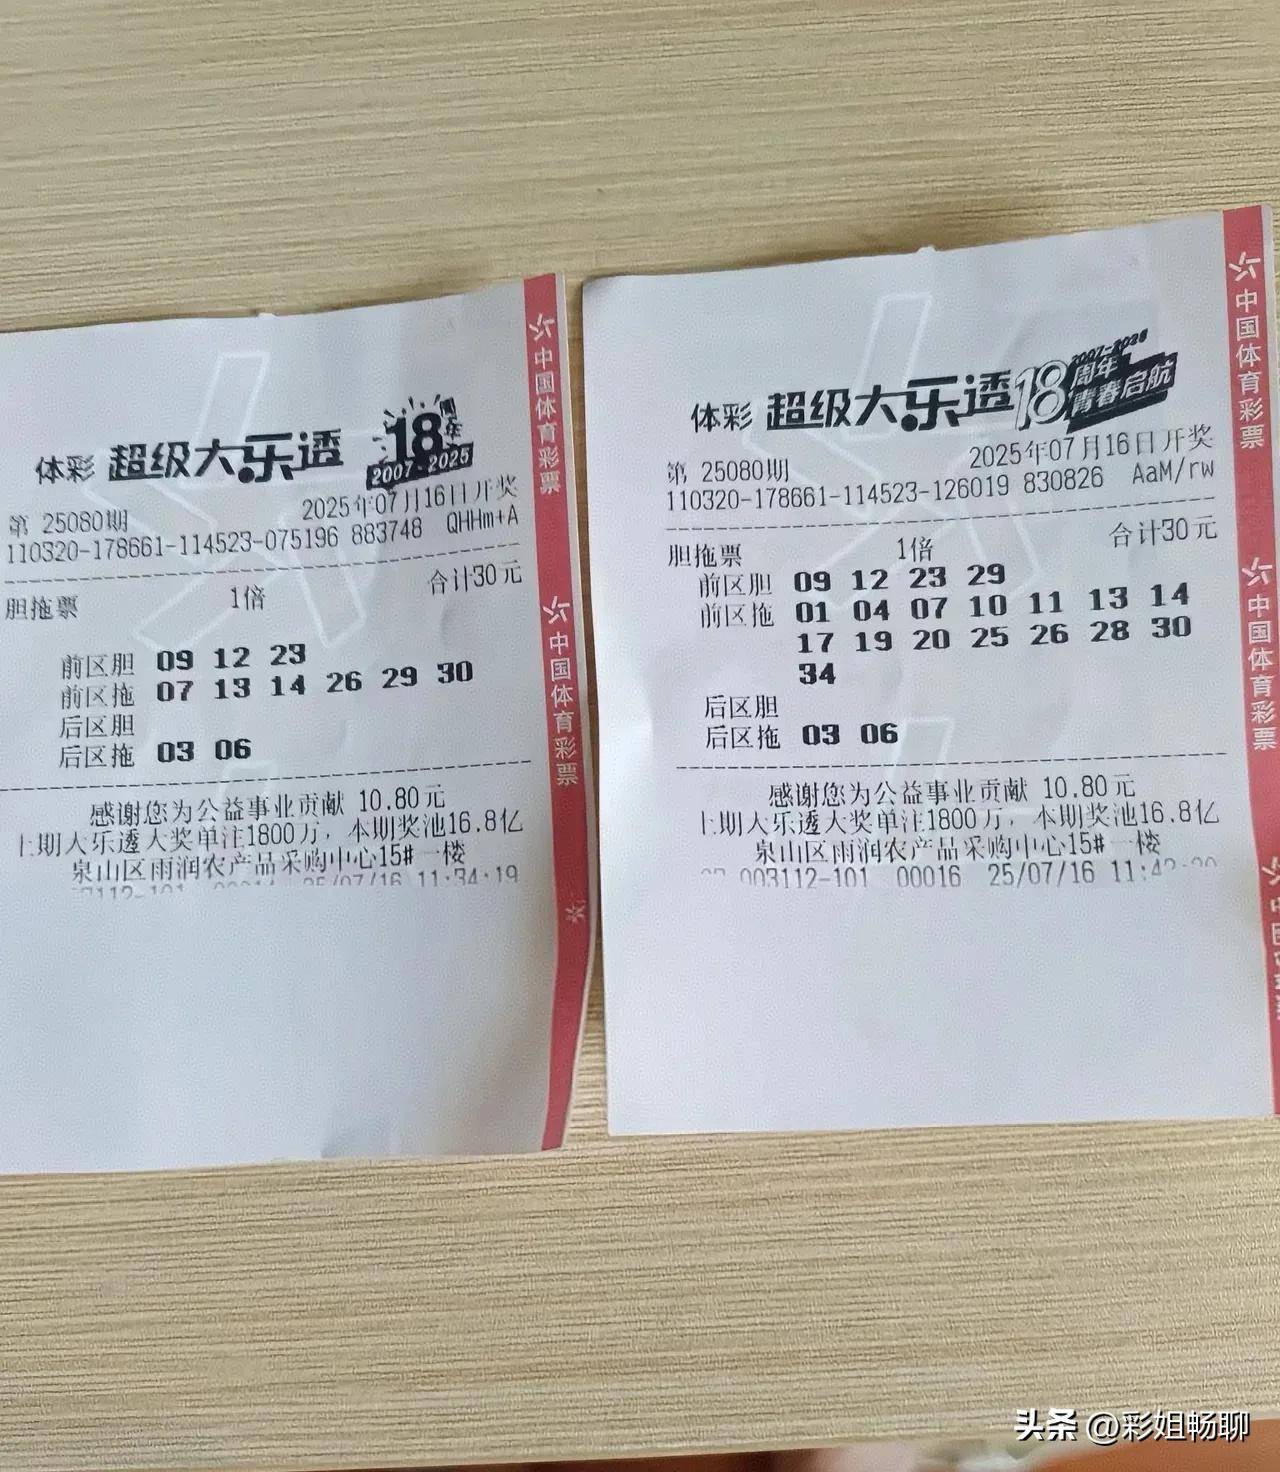 体彩 超级大乐透 18周年 2007-2025
2025年07月16日开奖
第 25080期
110320-178661-114523-075196 883748 QHHm+A
合计30元
胆拖票 1倍
前区胆 09 12 23
前区拖 07 13 14 26 29 30
后区胆
后区拖 03 06
感谢您为公益事业贡献 10.80元
上期大乐透大奖单注1800万，本期奖池16.8亿
泉山区雨润农产品采购中心15#一楼
25/07/16 11:34:19
中国体育彩票
中国体育彩票
体彩 超级大乐透 18周年 2007-2025 青春启航
2025年07月16日开奖
第 25080期
110320-178661-114523-126019 830826 AaM/rw
合计30元
胆拖票 1倍
前区胆 09 12 23 29
前区拖 01 04 07 10 11 13 14
17 19 20 25 26 28 30
34
后区胆
后区拖 03 06
感谢您为公益事业贡献 10.80元
上期大乐透大奖单注1800万，本期奖池16.8亿
泉山区雨润农产品采购中心15#一楼
003112-101 00016 25/07/16
中国体育彩票
中国体育彩票
头条 @彩姐畅聊